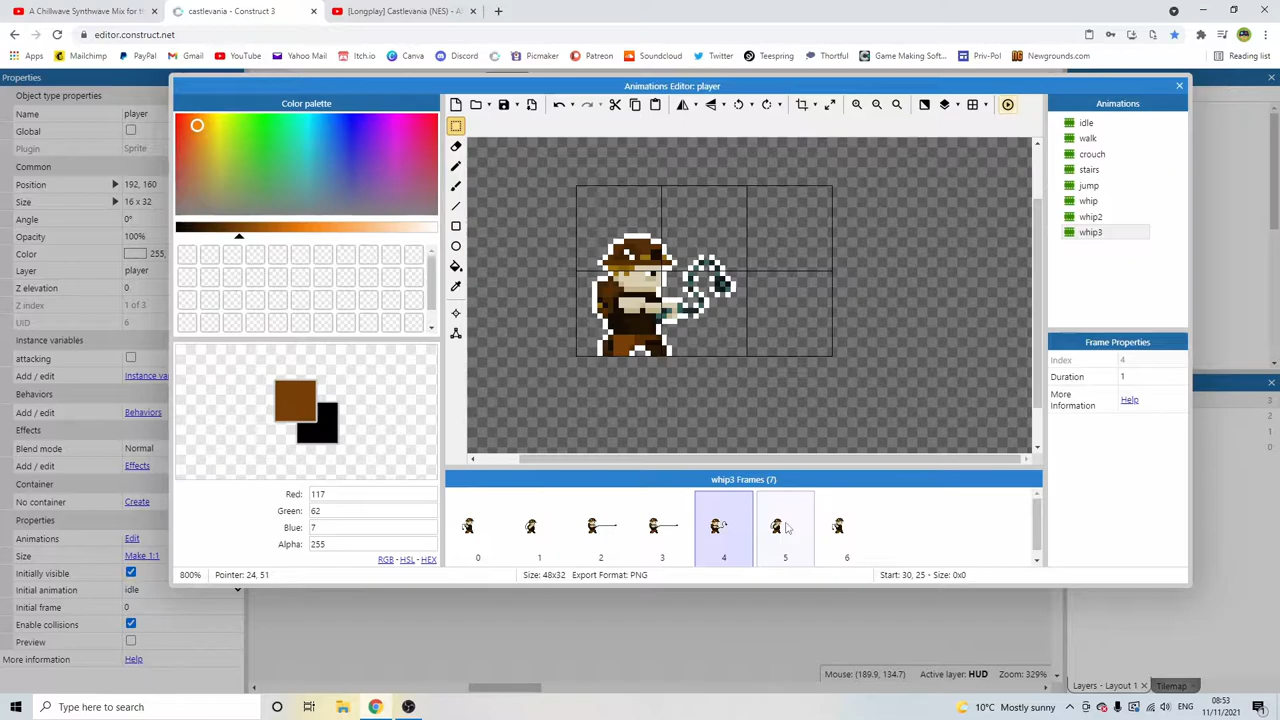 A Chillwave Synthwave Mix for th
castlevania - Construct 3
[Longplay] Castlevania (NES) - A
editor.construct.net
Apps
Mailchimp
PayPal
Gmail
YouTube
Yahoo Mail
Itch.io
Canva
Discord
Picmaker
Patreon
Soundcloud
Twitter
Teespring
Thortful
Game Making Soft...
Priv-Pol
Newgrounds.com
Reading list
Properties
Object type properties
Name
player
Global
Plugin
Sprite
Common
Position
192, 160
Size
16 x 32
Angle
0°
Opacity
100%
Color
255,
Layer
player
Z elevation
0
Z index
1 of 3
UID
6
Instance variables
attacking
Add / edit
Instance va
Behaviors
Add / edit
Behaviors
Effects
Blend mode
Normal
Add / edit
Effects
Container
No container
Create
Properties
Animations
Edit
Size
Make 1:1
Initially visible
Initial animation
idle
Initial frame
0
Enable collisions
Preview
More information
Help
Animations Editor: player
Color palette
Red:
117
Green:
62
Blue:
7
Alpha:
255
RGB - HSL - HEX
whip3 Frames (7)
0
1
2
3
4
5
6
800%
Pointer: 24, 51
Size: 48x32 Export Format: PNG
Start: 30, 25 - Size: 0x0
Animations
idle
walk
crouch
stairs
jump
whip
whip2
whip3
Frame Properties
Index
4
Duration
1
More
Information
Help
3
2
1
0
Mouse: (189.9, 134.7)
Active layer: HUD
Zoom: 329%
Layers - Layout 1
Tilemap
Type here to search
10°C Mostly sunny
ENG
08:53
11/11/2021
1